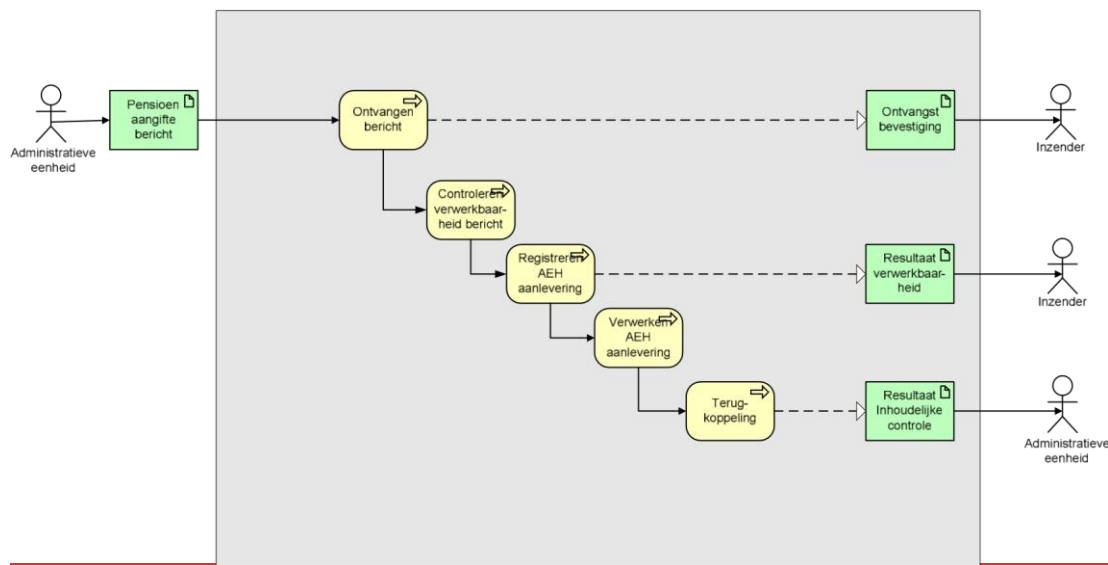 Pensioen
aangifte
bericht
Administratieve
eenheid
Ontvangen
bericht
Ontvangst
bevestiging
Inzender
Controleren
verwerkbaar-
heid bericht
Registreren
AEH
aanlevering
Resultaat
verwerkbaar-
heid
Inzender
Verwerken
AEH
aanlevering
Terug-
koppeling
Resultaat
Inhoudelijke
controle
Administratieve
eenheid